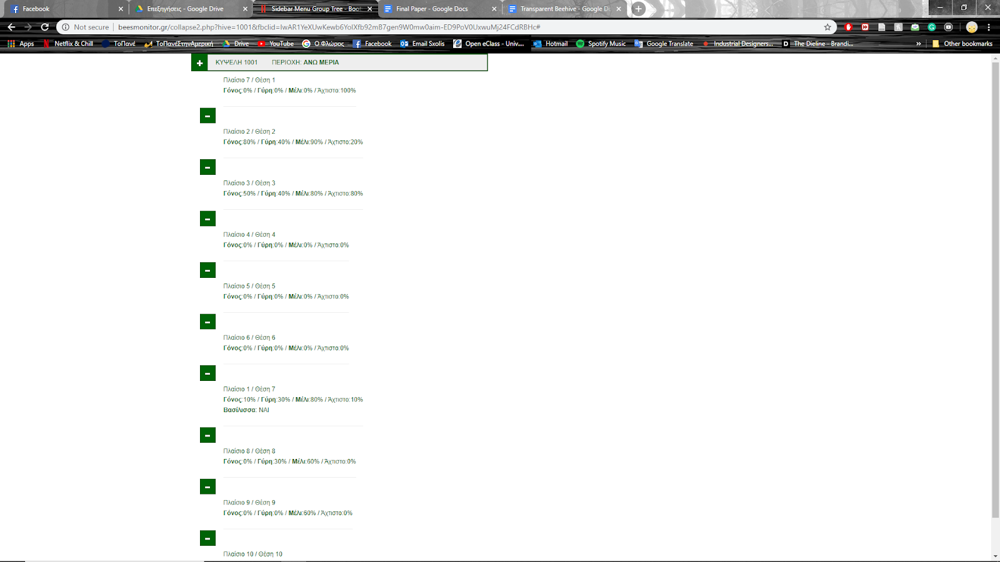 Facebook
Επεξηγήσεις - Google Drive
Sidebar Menu Group Tree - Boo
Final Paper - Google Docs
Transparent Beehive - Google D
Not secure
beesmonitor.gr/collapse2.php?hive=1001&fbclid=IwAR1YeXUwKewb6YoIXfb92mB7gen9W0mw0aim-ED9PoV0UxwuMj24FCdRBHc#
Apps
Netflix & Chill
ΤοΠανέ
ΤοΠανέΣτηνΑμερική
Drive
YouTube
Ο Φλώρος
Facebook
Email Sxolis
Open eClass - Univ...
Hotmail
Spotify Music
Google Translate
Industrial Designers...
The Dieline - Brandi...
»
Other bookmarks
ΚΥΨΕΛΗ 1001 ΠΕΡΙΟΧΗ: ΑΝΩ ΜΕΡΙΑ
Πλαίσιο 7 / Θέση 1
Γόνος:0% / Γύρη:0% / Μέλι:0% / Άχτιστο:100%
Πλαίσιο 2 / Θέση 2
Γόνος:80% / Γύρη:40% / Μέλι:90% / Άχτιστο:20%
Πλαίσιο 3 / Θέση 3
Γόνος:50% / Γύρη:40% / Μέλι:80% / Άχτιστο:80%
Πλαίσιο 4 / Θέση 4
Γόνος:0% / Γύρη:0% / Μέλι:0% / Άχτιστο:0%
Πλαίσιο 5 / Θέση 5
Γόνος:0% / Γύρη:0% / Μέλι:0% / Άχτιστο:0%
Πλαίσιο 6 / Θέση 6
Γόνος:0% / Γύρη:0% / Μέλι:0% / Άχτιστο:0%
Πλαίσιο 1 / Θέση 7
Γόνος:10% / Γύρη:30% / Μέλι:80% / Άχτιστο:10%
Βασίλισσα: ΝΑΙ
Πλαίσιο 8 / Θέση 8
Γόνος:0% / Γύρη:30% / Μέλι:60% / Άχτιστο:0%
Πλαίσιο 9 / Θέση 9
Γόνος:0% / Γύρη:0% / Μέλι:60% / Άχτιστο:0%
Πλαίσιο 10 / Θέση 10